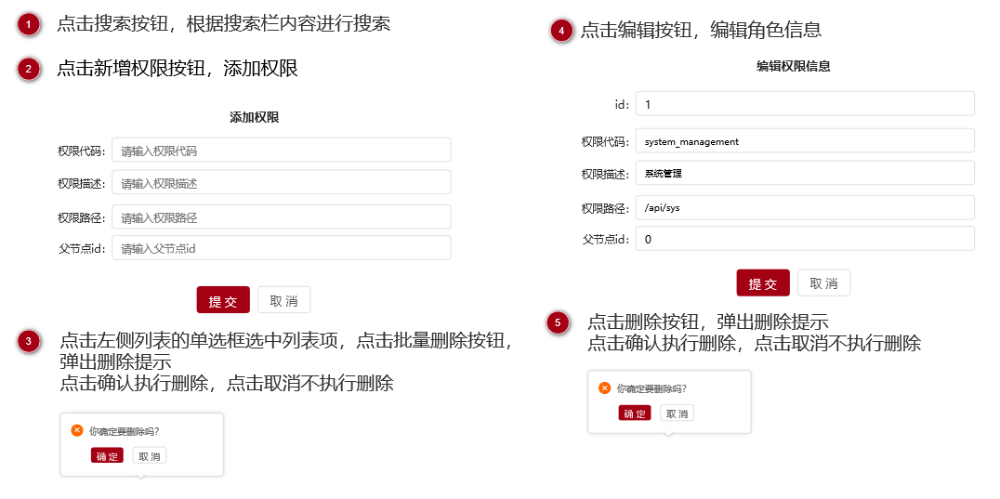 1 点击搜索按钮，根据搜索栏内容进行搜索
2 点击新增权限按钮，添加权限
添加权限
权限代码: 请输入权限代码
权限描述: 请输入权限描述
权限路径: 请输入权限路径
父节点id: 请输入父节点id
提 交 取 消
3 点击左侧列表的单选框选中列表项，点击批量删除按钮，
弹出删除提示
点击确认执行删除，点击取消不执行删除
你确定要删除吗?
确 定 取 消
4 点击编辑按钮，编辑角色信息
编辑权限信息
id: 1
权限代码: system_management
权限描述: 系统管理
权限路径: /api/sys
父节点id: 0
提 交 取 消
5 点击删除按钮，弹出删除提示
点击确认执行删除，点击取消不执行删除
你确定要删除吗?
确 定 取 消